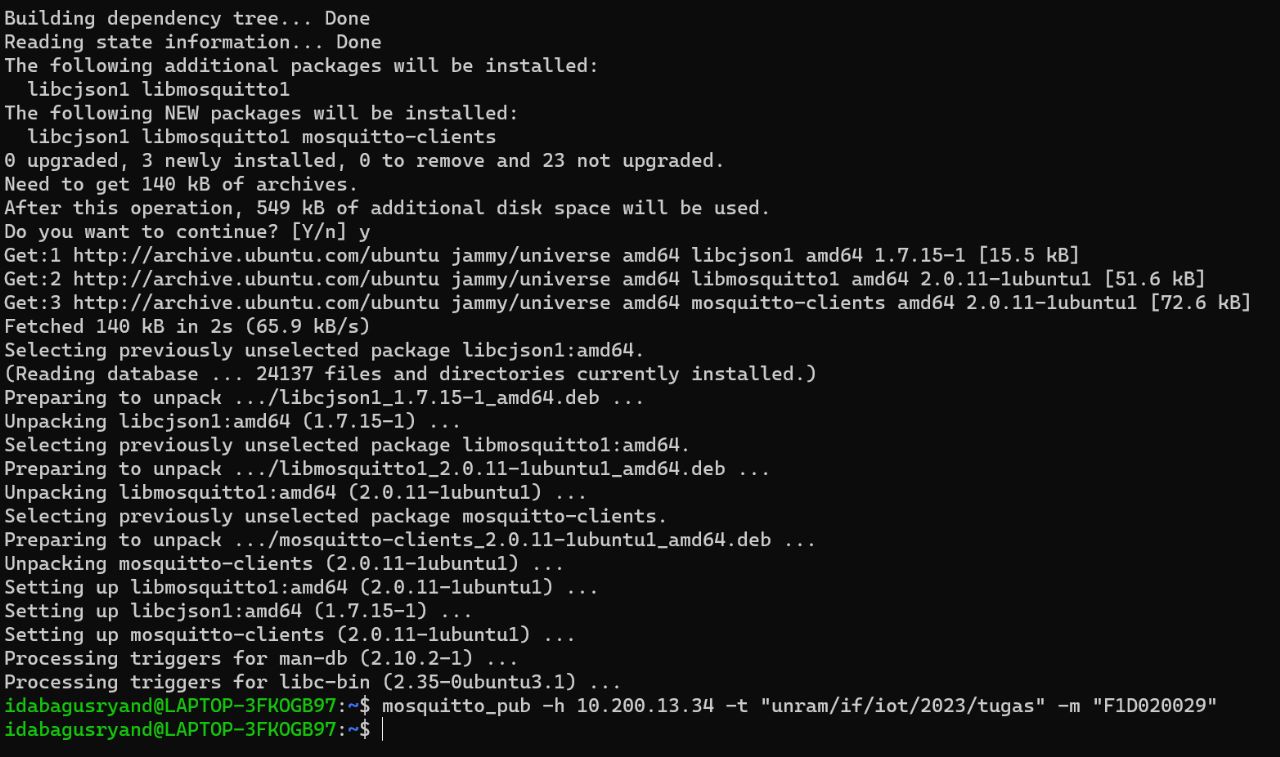 Building dependency tree... Done
Reading state information... Done
The following additional packages will be installed:
  libcjson1 libmosquitto1
The following NEW packages will be installed:
  libcjson1 libmosquitto1 mosquitto-clients
0 upgraded, 3 newly installed, 0 to remove and 23 not upgraded.
Need to get 140 kB of archives.
After this operation, 549 kB of additional disk space will be used.
Do you want to continue? [Y/n] y
Get:1 http://archive.ubuntu.com/ubuntu jammy/universe amd64 libcjson1 amd64 1.7.15-1 [15.5 kB]
Get:2 http://archive.ubuntu.com/ubuntu jammy/universe amd64 libmosquitto1 amd64 2.0.11-1ubuntu1 [51.6 kB]
Get:3 http://archive.ubuntu.com/ubuntu jammy/universe amd64 mosquitto-clients amd64 2.0.11-1ubuntu1 [72.6 kB]
Fetched 140 kB in 2s (65.9 kB/s)
Selecting previously unselected package libcjson1:amd64.
(Reading database ... 24137 files and directories currently installed.)
Preparing to unpack .../libcjson1_1.7.15-1_amd64.deb ...
Unpacking libcjson1:amd64 (1.7.15-1) ...
Selecting previously unselected package libmosquitto1:amd64.
Preparing to unpack .../libmosquitto1_2.0.11-1ubuntu1_amd64.deb ...
Unpacking libmosquitto1:amd64 (2.0.11-1ubuntu1) ...
Selecting previously unselected package mosquitto-clients.
Preparing to unpack .../mosquitto-clients_2.0.11-1ubuntu1_amd64.deb ...
Unpacking mosquitto-clients (2.0.11-1ubuntu1) ...
Setting up libmosquitto1:amd64 (2.0.11-1ubuntu1) ...
Setting up libcjson1:amd64 (1.7.15-1) ...
Setting up mosquitto-clients (2.0.11-1ubuntu1) ...
Processing triggers for man-db (2.10.2-1) ...
Processing triggers for libc-bin (2.35-0ubuntu3.1) ...
idabagusryand@LAPTOP-3FKOGB97:~$ mosquitto_pub -h 10.200.13.34 -t "unram/if/iot/2023/tugas" -m "F1D020029"
idabagusryand@LAPTOP-3FKOGB97:~$